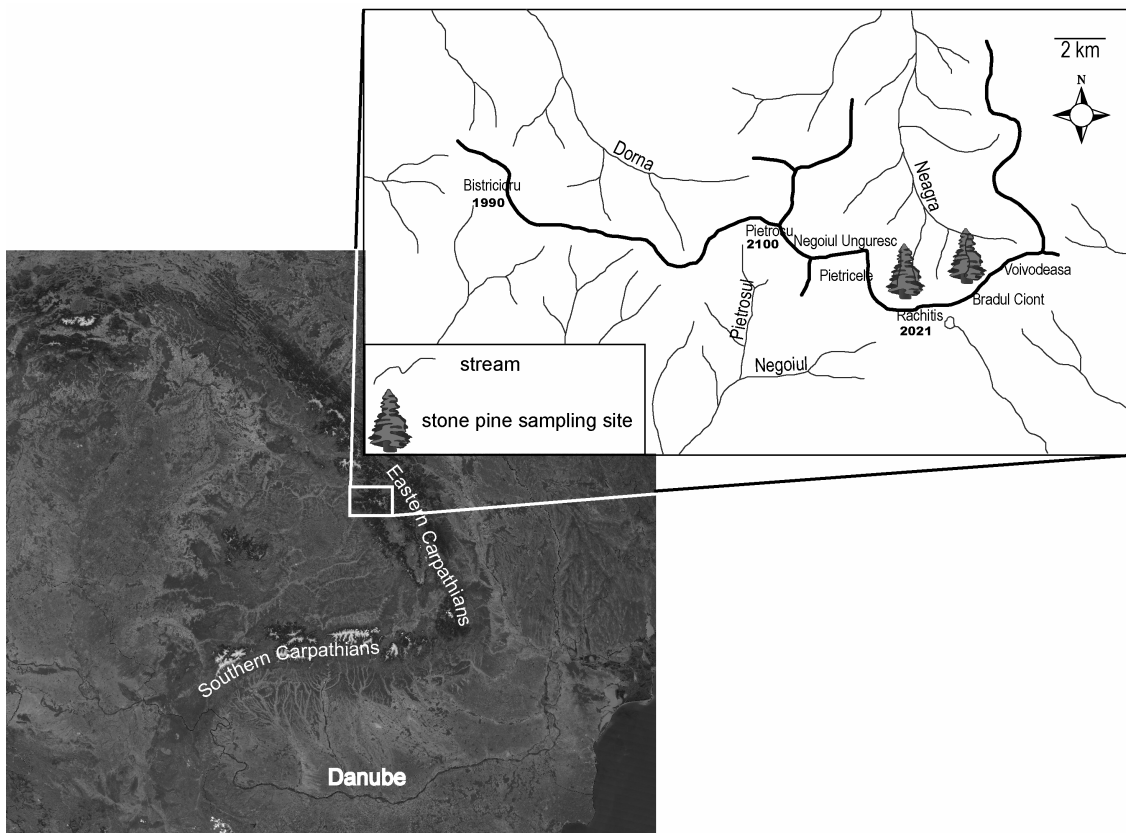 2 km
N
Dorna
Neagra
Bistricioru
1990
Pietrosu
2100
Negoiul Unguresc
Pietricele
Voivodeasa
Bradul Ciont
Rachitis
2021
Pietrosul
Negoiul
stream
stone pine sampling site
Eastern Carpathians
Southern Carpathians
Danube